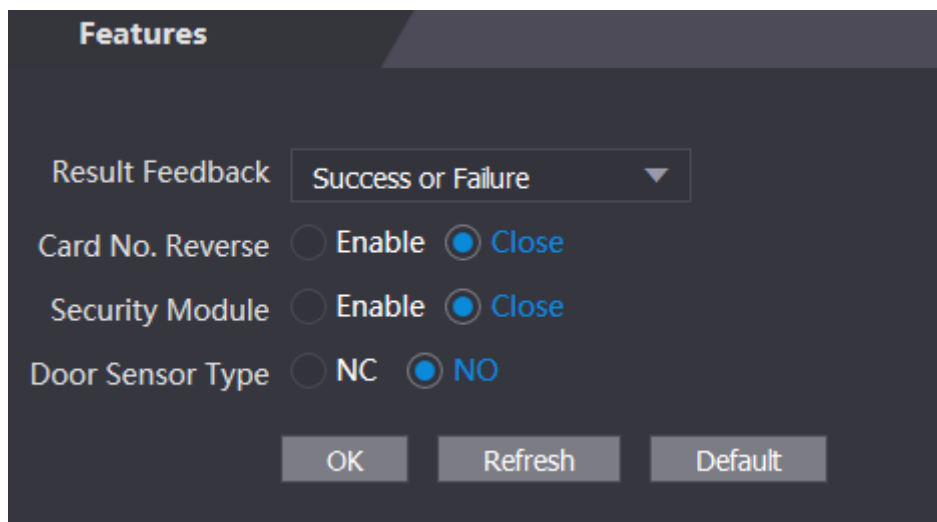 Features
Result Feedback Success or Failure
Card No. Reverse Enable Close
Security Module Enable Close
Door Sensor Type NC NO
OK Refresh Default